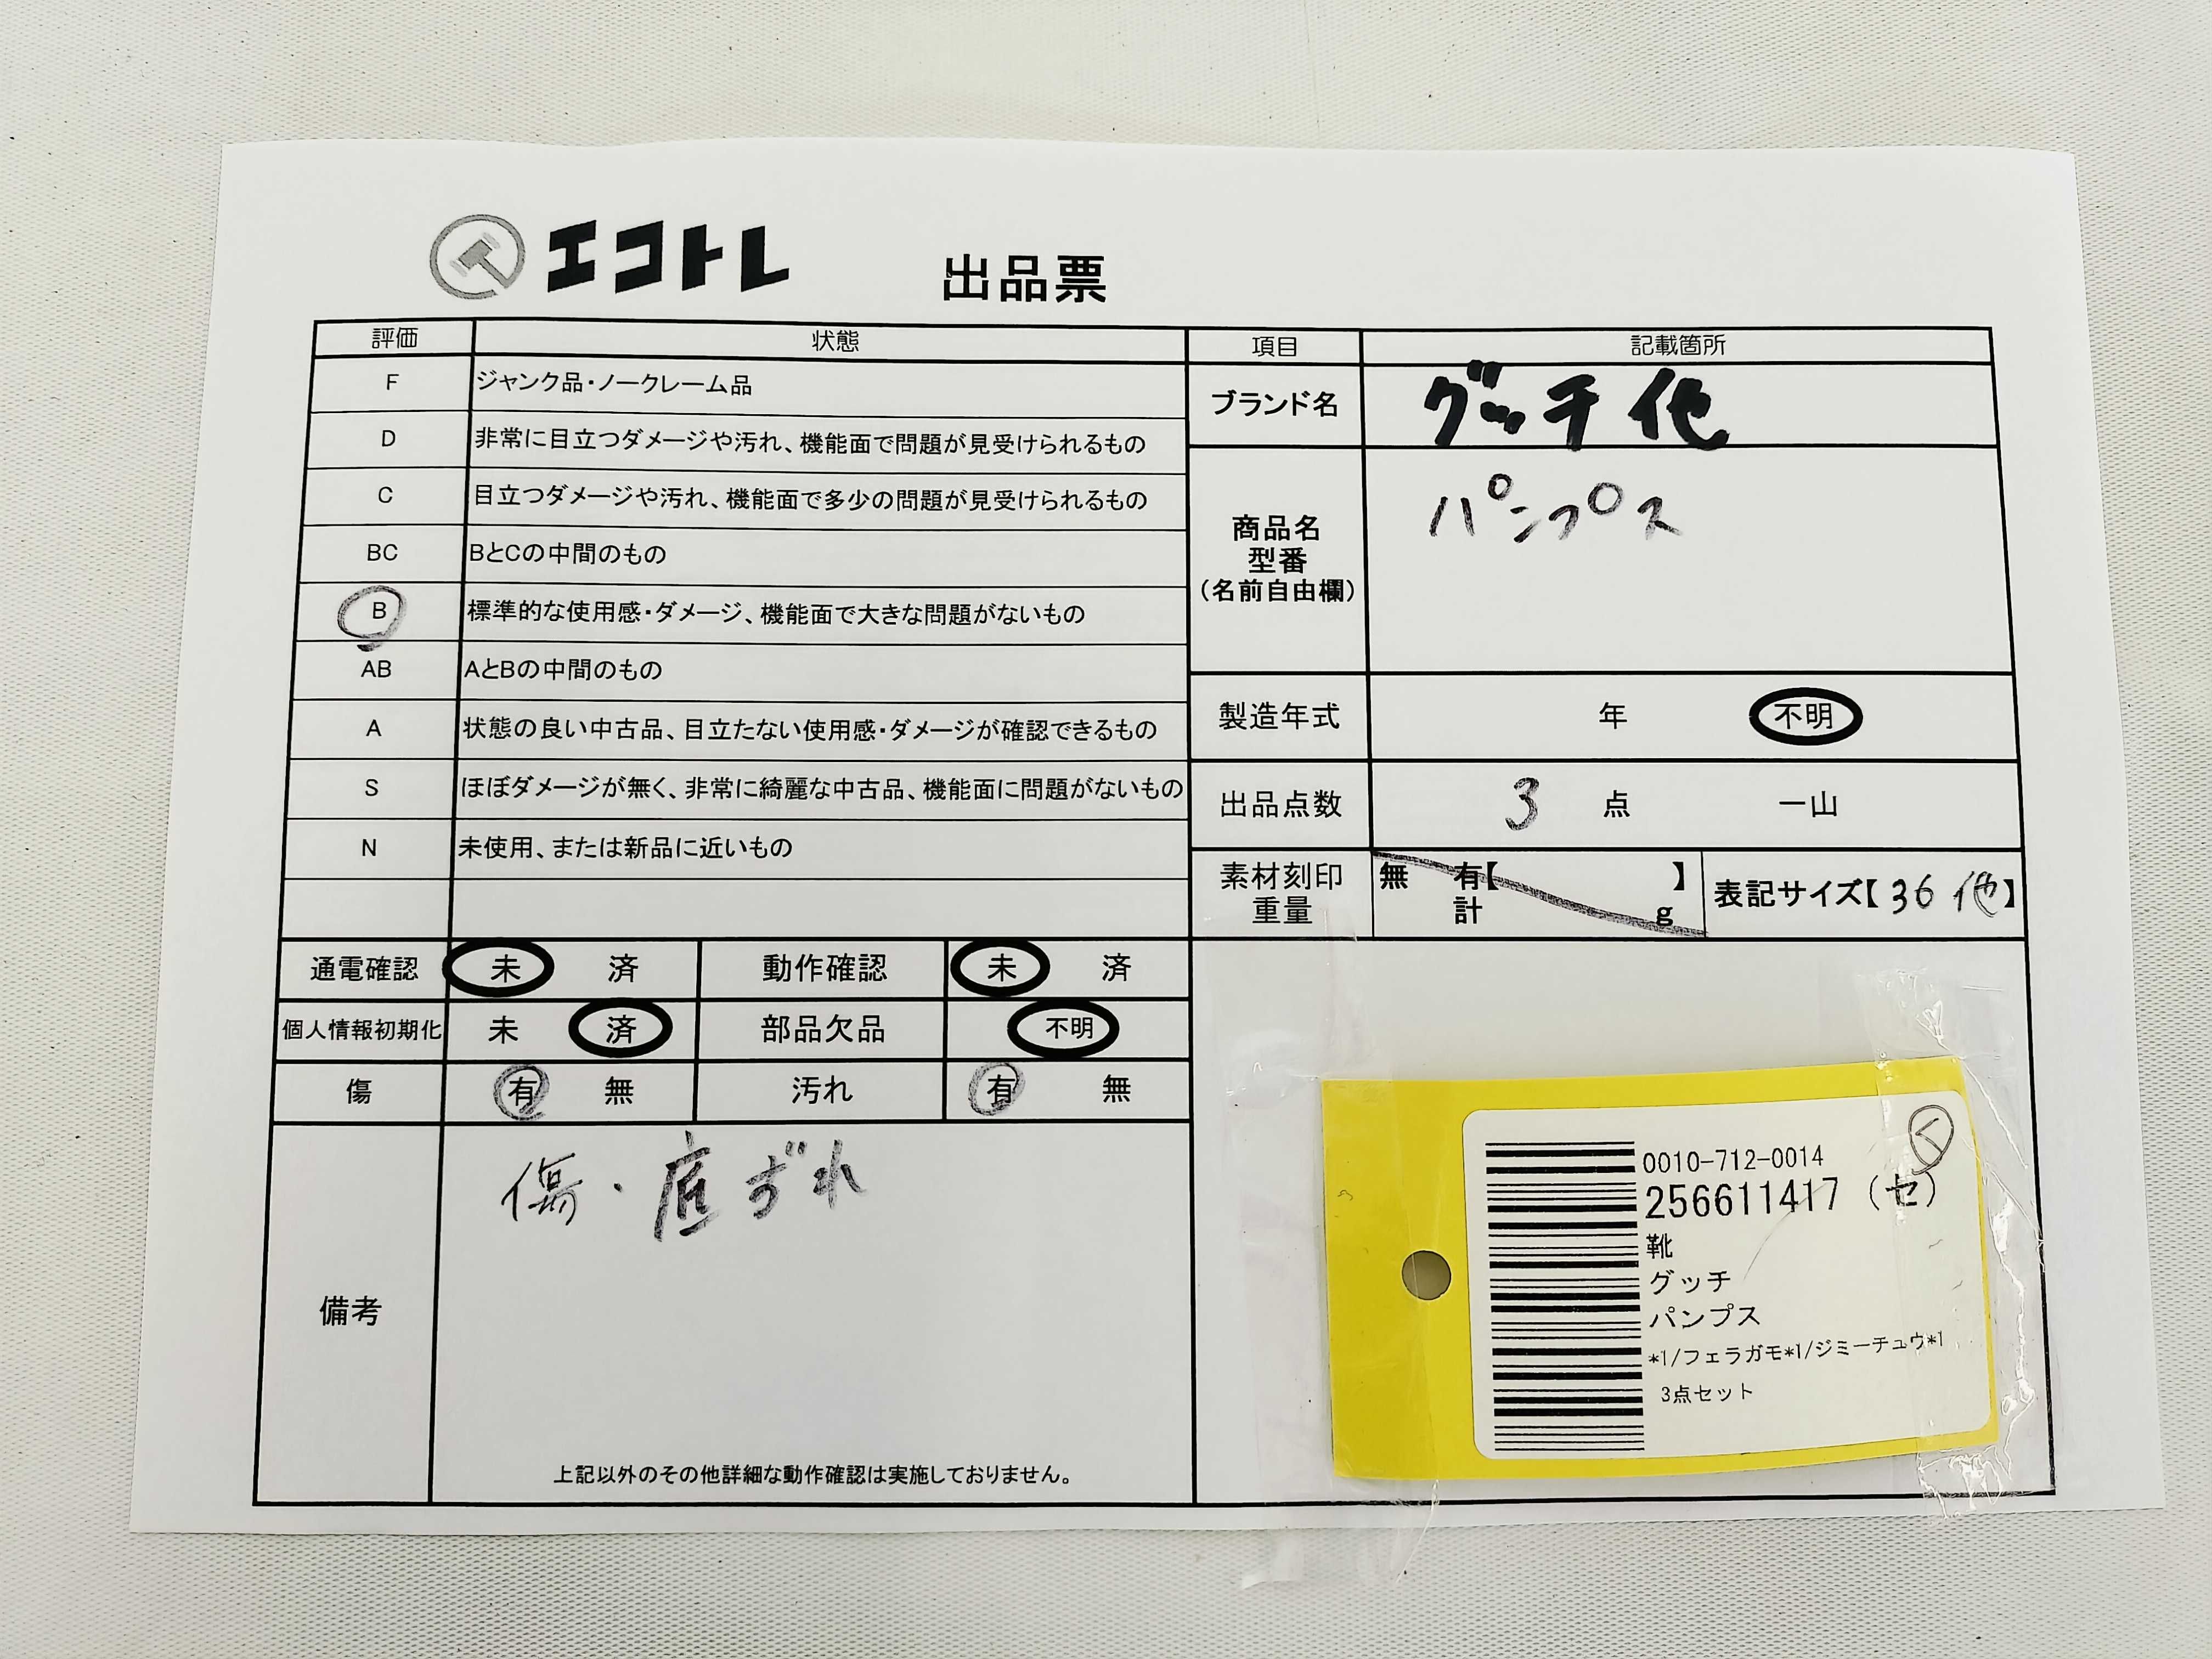 エコトレ 出品票
評価 状態 項目 記載箇所
F ジャンク品・ノークレーム品
D 非常に目立つダメージや汚れ、機能面で問題が見受けられるもの
C 目立つダメージや汚れ、機能面で多少の問題が見受けられるもの
BC BとCの中間のもの
B 標準的な使用感・ダメージ、機能面で大きな問題がないもの
AB AとBの中間のもの
A 状態の良い中古品、目立たない使用感・ダメージが確認できるもの
S ほぼダメージが無く、非常に綺麗な中古品、機能面に問題がないもの
N 未使用、または新品に近いもの
ブランド名 グッチ 他
商品名
型番
(名前自由欄)
パンプス
製造年式 年 不明
出品点数 3 点 一山
素材刻印
重量
無 有【 】
計 g
表記サイズ【 36 他】
通電確認 未 済 動作確認 未 済
個人情報初期化 未 済 部品欠品 不明
傷 有 無 汚れ 有 無
備考
傷・底ずれ
上記以外のその他詳細な動作確認は実施しておりません。
く
0010-712-0014
256611417 (セ)
靴
グッチ
パンプス
*1/フェラガモ*1/ジミーチュウ*1
3点セット